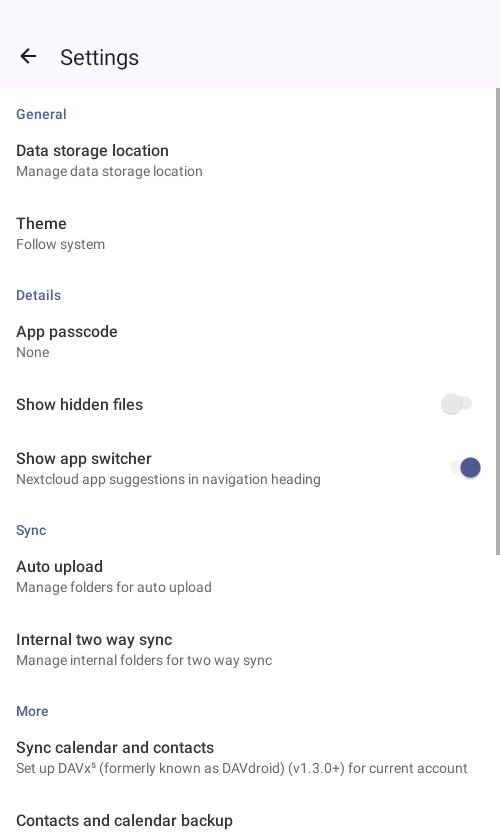 Settings
General
Data storage location
Manage data storage location
Theme
Follow system
Details
App passcode
None
Show hidden files
Show app switcher
Nextcloud app suggestions in navigation heading
Sync
Auto upload
Manage folders for auto upload
Internal two way sync
Manage internal folders for two way sync
More
Sync calendar and contacts
Set up DAVx⁵ (formerly known as DAVdroid) (v1.3.0+) for current account
Contacts and calendar backup